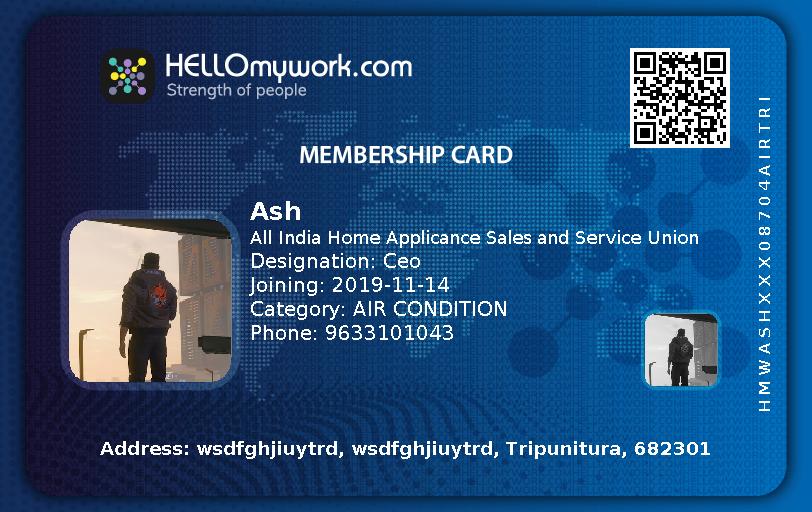 HELLOmywork.com
Strength of people
MEMBERSHIP CARD
Ash
All India Home Applicance Sales and Service Union
Designation: Ceo
Joining: 2019-11-14
Category: AIR CONDITION
Phone: 9633101043
Address: wsdfghjiuytrd, wsdfghjiuytrd, Tripunitura, 682301
HMWASHXXX08704AIRTRI